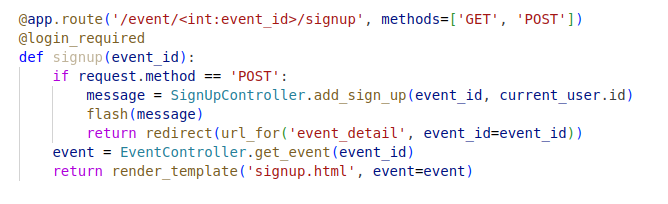 @app.route('/event/<int:event_id>/signup', methods=['GET', 'POST'])
@login_required
def signup(event_id):
    if request.method == 'POST':
        message = SignUpController.add_sign_up(event_id, current_user.id)
        flash(message)
        return redirect(url_for('event_detail', event_id=event_id))
    event = EventController.get_event(event_id)
    return render_template('signup.html', event=event)